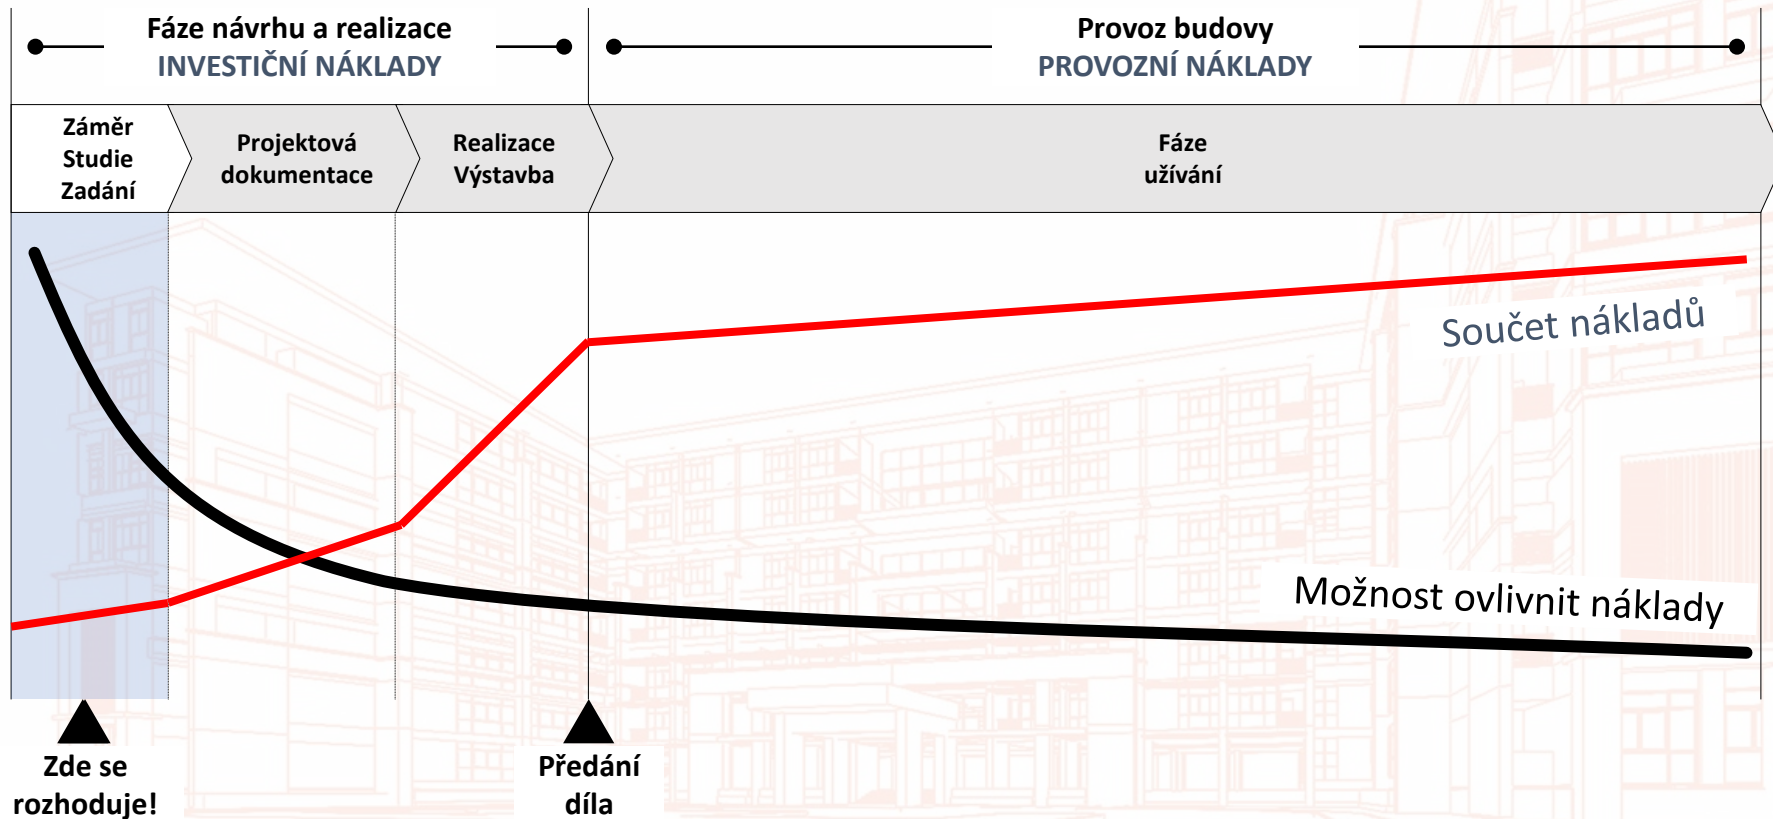 Fáze návrhu a realizace
INVESTIČNÍ NÁKLADY
Provoz budovy
PROVOZNÍ NÁKLADY
Záměr
Studie
Zadání
Projektová
dokumentace
Realizace
Výstavba
Fáze
užívání
Součet nákladů
Možnost ovlivnit náklady
Zde se
rozhoduje!
Předání
díla